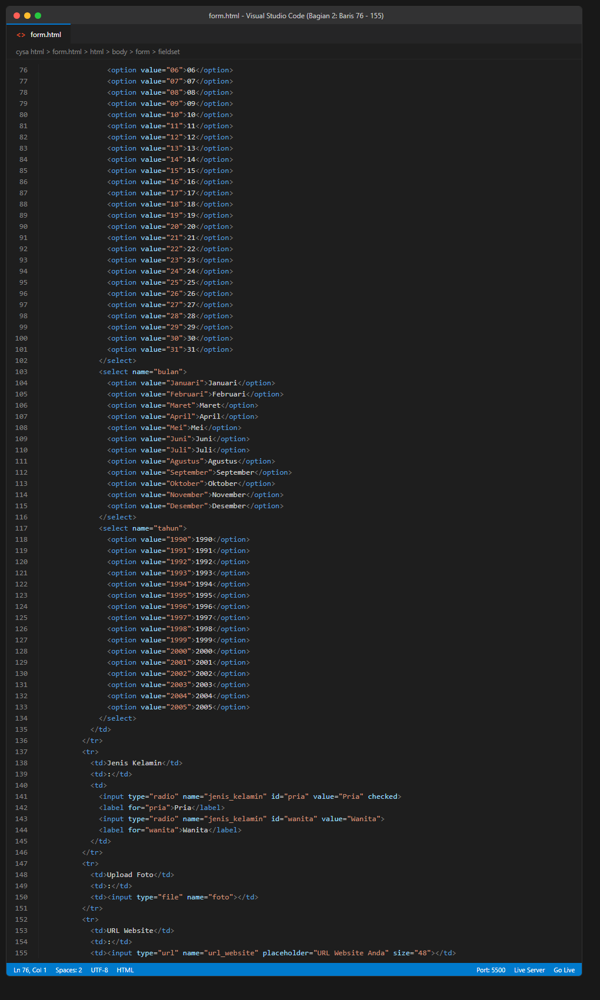 form.html - Visual Studio Code (Bagian 2: Baris 76 - 155)
<> form.html
cysa html > form.html > html > body > form > fieldset
76 <option value="06">06</option>
77 <option value="07">07</option>
78 <option value="08">08</option>
79 <option value="09">09</option>
80 <option value="10">10</option>
81 <option value="11">11</option>
82 <option value="12">12</option>
83 <option value="13">13</option>
84 <option value="14">14</option>
85 <option value="15">15</option>
86 <option value="16">16</option>
87 <option value="17">17</option>
88 <option value="18">18</option>
89 <option value="19">19</option>
90 <option value="20">20</option>
91 <option value="21">21</option>
92 <option value="22">22</option>
93 <option value="23">23</option>
94 <option value="24">24</option>
95 <option value="25">25</option>
96 <option value="26">26</option>
97 <option value="27">27</option>
98 <option value="28">28</option>
99 <option value="29">29</option>
100 <option value="30">30</option>
101 <option value="31">31</option>
102 </select>
103 <select name="bulan">
104 <option value="Januari">Januari</option>
105 <option value="Februari">Februari</option>
106 <option value="Maret">Maret</option>
107 <option value="April">April</option>
108 <option value="Mei">Mei</option>
109 <option value="Juni">Juni</option>
110 <option value="Juli">Juli</option>
111 <option value="Agustus">Agustus</option>
112 <option value="September">September</option>
113 <option value="Oktober">Oktober</option>
114 <option value="November">November</option>
115 <option value="Desember">Desember</option>
116 </select>
117 <select name="tahun">
118 <option value="1990">1990</option>
119 <option value="1991">1991</option>
120 <option value="1992">1992</option>
121 <option value="1993">1993</option>
122 <option value="1994">1994</option>
123 <option value="1995">1995</option>
124 <option value="1996">1996</option>
125 <option value="1997">1997</option>
126 <option value="1998">1998</option>
127 <option value="1999">1999</option>
128 <option value="2000">2000</option>
129 <option value="2001">2001</option>
130 <option value="2002">2002</option>
131 <option value="2003">2003</option>
132 <option value="2004">2004</option>
133 <option value="2005">2005</option>
134 </select>
135 </td>
136 </tr>
137 <tr>
138 <td>Jenis Kelamin</td>
139 <td>:</td>
140 <td>
141 <input type="radio" name="jenis_kelamin" id="pria" value="Pria" checked>
142 <label for="pria">Pria</label>
143 <input type="radio" name="jenis_kelamin" id="wanita" value="Wanita">
144 <label for="wanita">Wanita</label>
145 </td>
146 </tr>
147 <tr>
148 <td>Upload Foto</td>
149 <td>:</td>
150 <td><input type="file" name="foto"></td>
151 </tr>
152 <tr>
153 <td>URL Website</td>
154 <td>:</td>
155 <td><input type="url" name="url_website" placeholder="URL Website Anda" size="48"></td>
Ln 76, Col 1 Spaces: 2 UTF-8 HTML Port: 5500 Live Server Go Live